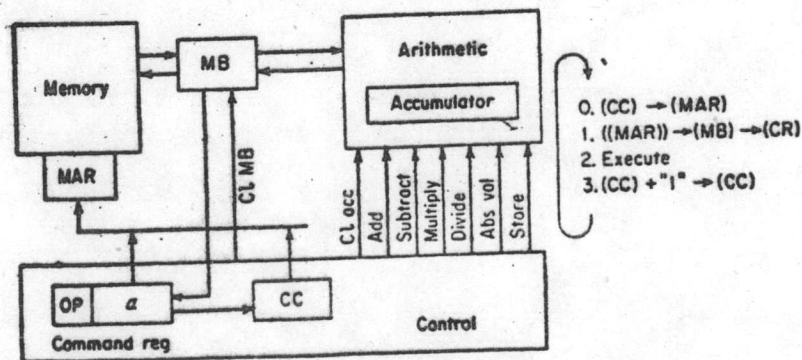 Memory
MB
Arithmetic
Accumulator
MAR
Cl MB
Cl acc
Add
Subtract
Multiply
Divide
Abs val
Store
0. (CC) → (MAR)
1. ((MAR)) → (MB) → (CR)
2. Execute
3. (CC) + "1" → (CC)
OP
a
CC
Command reg
Control